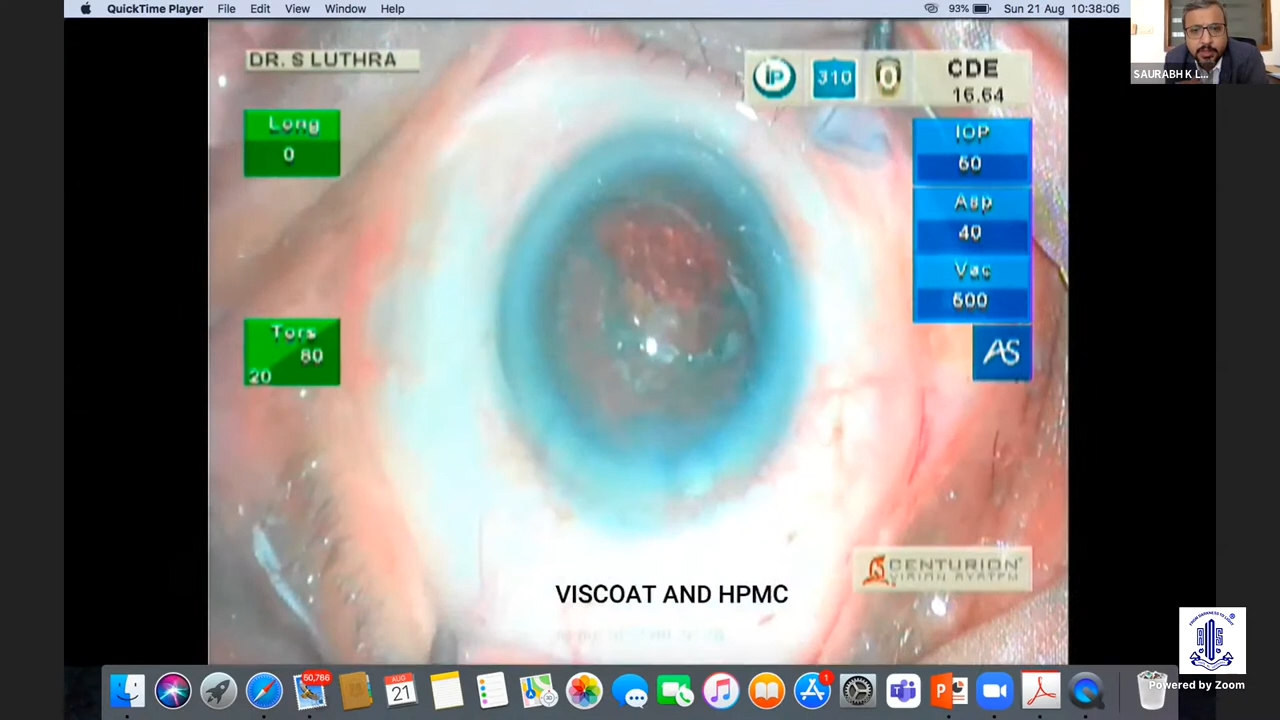 QuickTime Player File Edit View Window Help 93% Sun 21 Aug 10:38:06
SAURABH K L...
DR. S LUTHRA
iP 310 0 CDE
16.64
Long
0
IOP
60
Asp
40
Vac
600
Tors
80
20
AS
CENTURION
VISION SYSTEM
VISCOAT AND HPMC
50,766
AUG
21
1
Powered by Zoom